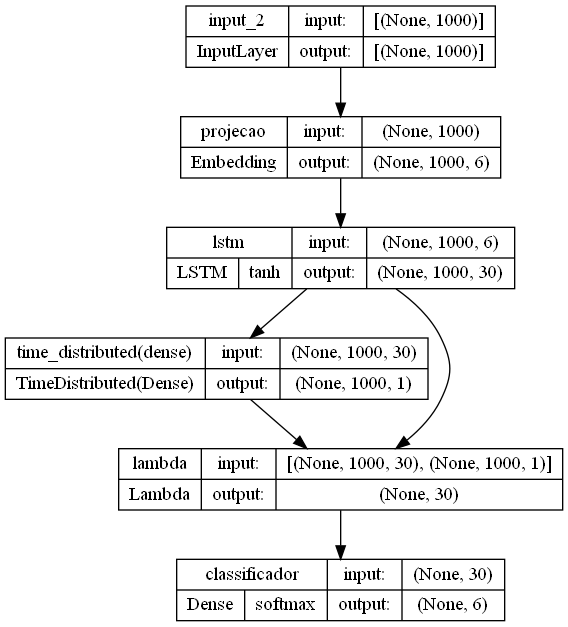 input_2 input: [(None, 1000)]
InputLayer output: [(None, 1000)]
projecao input: (None, 1000)
Embedding output: (None, 1000, 6)
lstm input: (None, 1000, 6)
LSTM tanh output: (None, 1000, 30)
time_distributed(dense) input: (None, 1000, 30)
TimeDistributed(Dense) output: (None, 1000, 1)
lambda input: [(None, 1000, 30), (None, 1000, 1)]
Lambda output: (None, 30)
classificador input: (None, 30)
Dense softmax output: (None, 6)